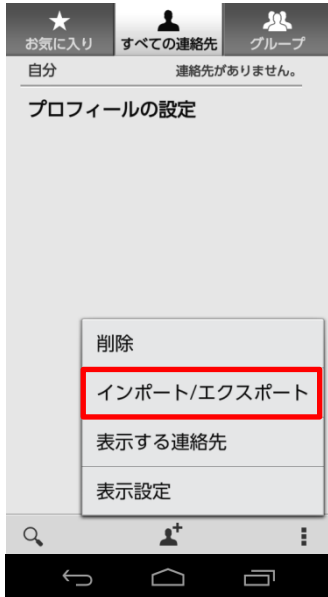 お気に入り
すべての連絡先
グループ
自分 連絡先がありません。
プロフィールの設定
削除
インポート/エクスポート
表示する連絡先
表示設定